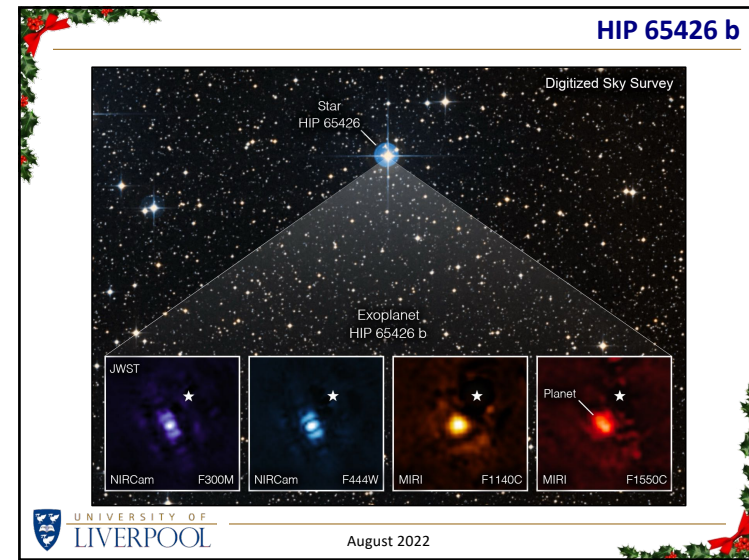 HIP 65426 b
Digitized Sky Survey
Star
HIP 65426
Exoplanet
HIP 65426 b
JWST
NIRCam F300M
NIRCam F444W
MIRI F1140C
Planet
MIRI F1550C
UNIVERSITY OF
LIVERPOOL
August 2022